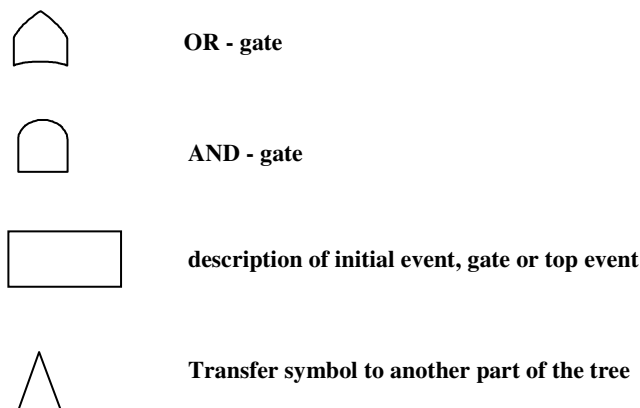 OR - gate
AND - gate
description of initial event, gate or top event
Transfer symbol to another part of the tree